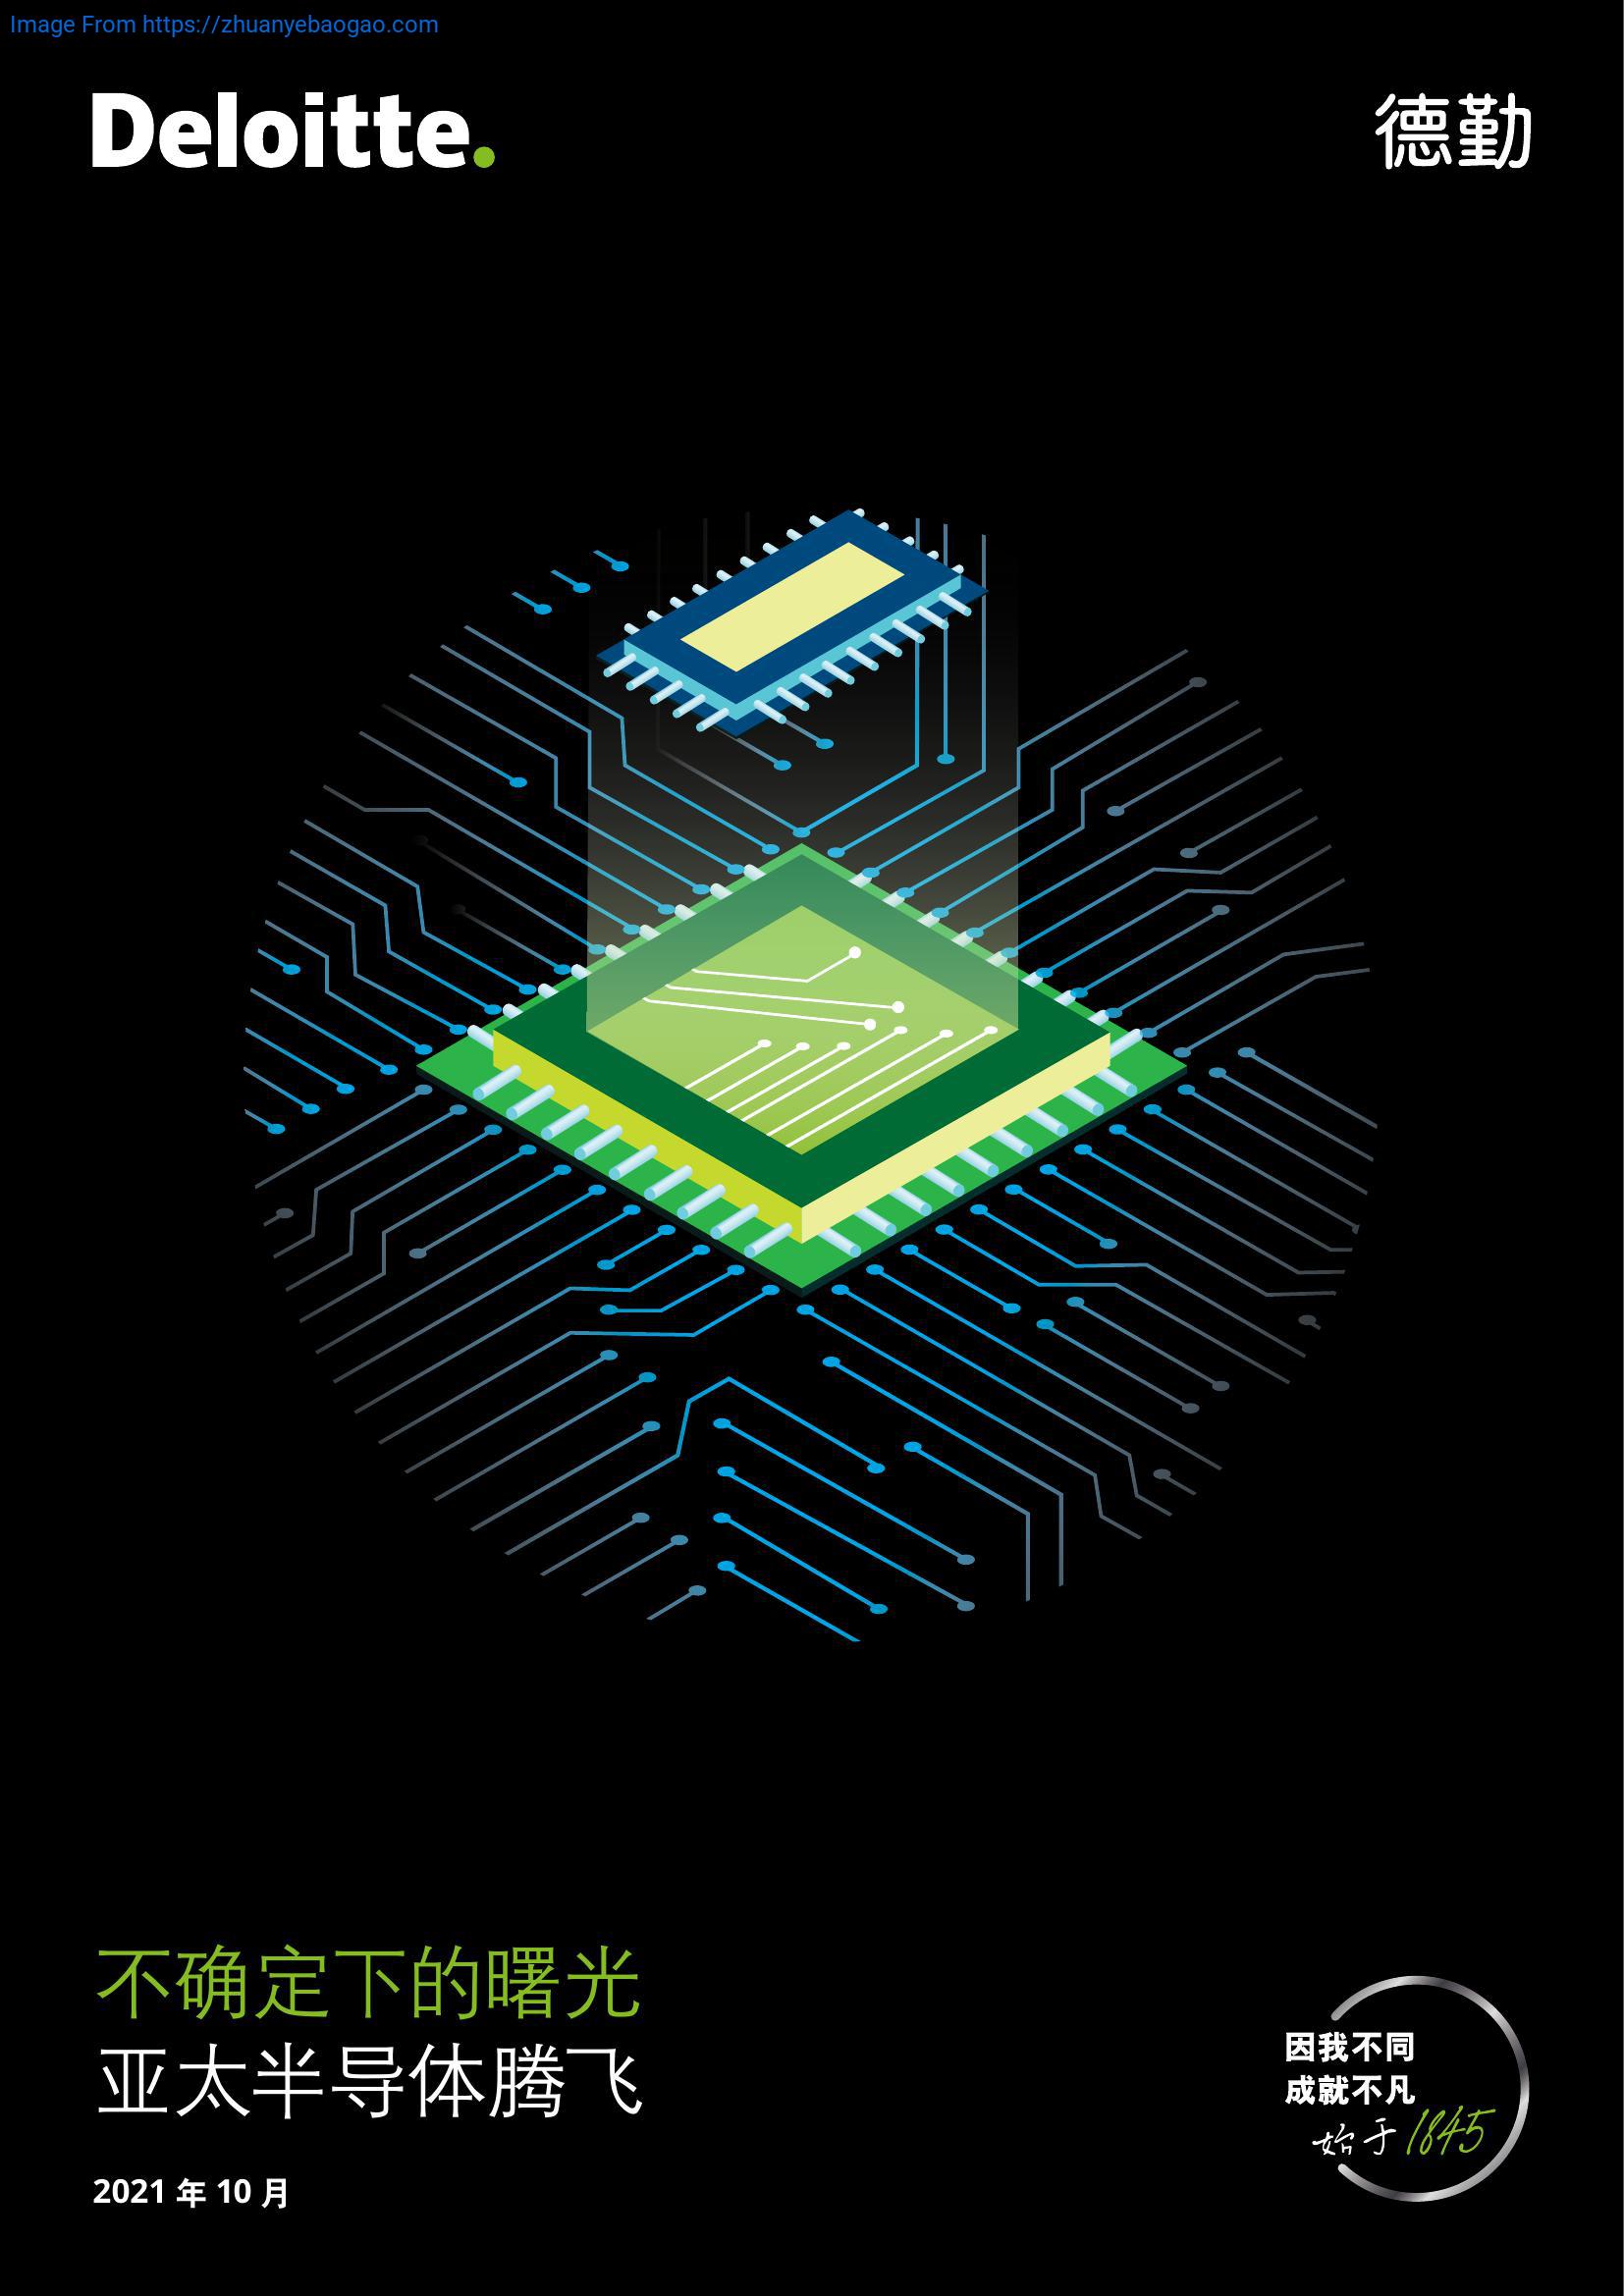 Image From https://zhuanyebaogao.com
Deloitte.
德勤
不确定下的曙光
亚太半导体腾飞
2021 年 10 月
因我不同
成就不凡
始于1845